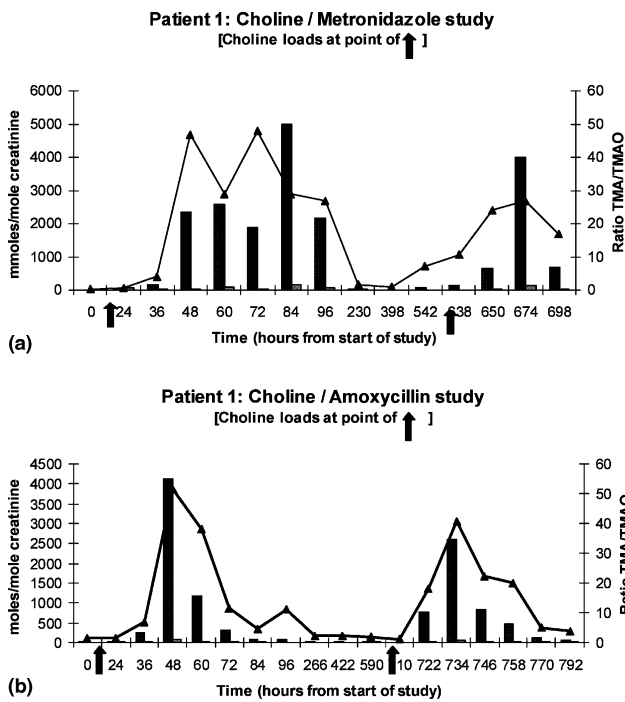 Patient 1: Choline / Metronidazole study
[Choline loads at point of ]
6000
5000
4000
3000
2000
1000
0
mmoles/mole creatinine
60
50
40
30
20
10
0
Ratio TMA/TMAO
0 24 36 48 60 72 84 96 230 398 542 638 650 674 698
Time (hours from start of study)
(a)
Patient 1: Choline / Amoxycillin study
[Choline loads at point of ]
4500
4000
3500
3000
2500
2000
1500
1000
500
0
moles/mole creatinine
60
50
40
30
20
10
0
Ratio TMA/TMAO
0 24 36 48 60 72 84 96 266 422 590 10 722 734 746 758 770 792
Time (hours from start of study)
(b)